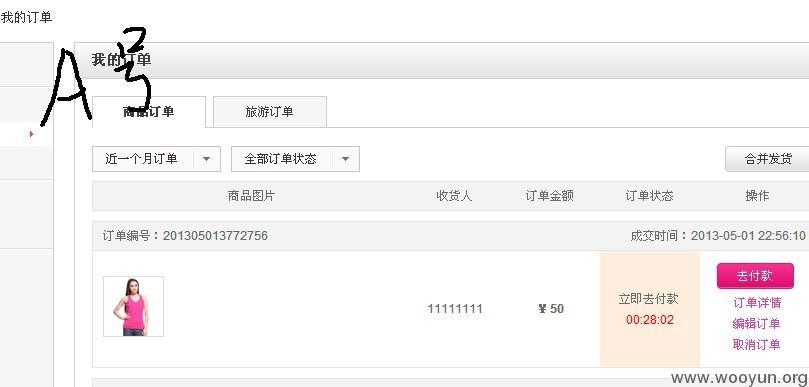 我的订单
我的订单
A号
商品订单 旅游订单
近一个月订单 全部订单状态 合并发货
商品图片 收货人 订单金额 订单状态 操作
订单编号：201305013772756 成交时间：2013-05-01 22:56:10
11111111 ¥ 50 立即去付款 去付款
00:28:02 订单详情
编辑订单
取消订单
www.wooyun.org